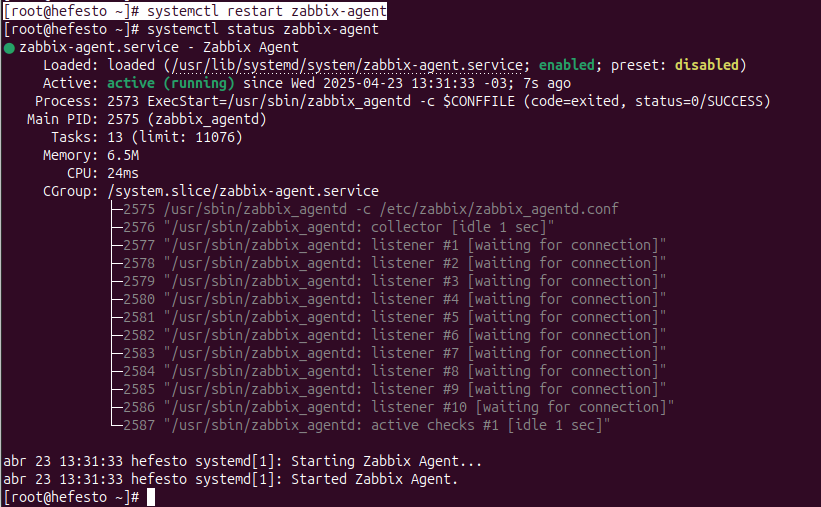 [root@hefesto ~]# systemctl restart zabbix-agent
[root@hefesto ~]# systemctl status zabbix-agent
● zabbix-agent.service - Zabbix Agent
     Loaded: loaded (/usr/lib/systemd/system/zabbix-agent.service; enabled; preset: disabled)
     Active: active (running) since Wed 2025-04-23 13:31:33 -03; 7s ago
    Process: 2573 ExecStart=/usr/sbin/zabbix_agentd -c $CONFFILE (code=exited, status=0/SUCCESS)
   Main PID: 2575 (zabbix_agentd)
      Tasks: 13 (limit: 11076)
     Memory: 6.5M
        CPU: 24ms
     CGroup: /system.slice/zabbix-agent.service
             ├─2575 /usr/sbin/zabbix_agentd -c /etc/zabbix/zabbix_agentd.conf
             ├─2576 "/usr/sbin/zabbix_agentd: collector [idle 1 sec]"
             ├─2577 "/usr/sbin/zabbix_agentd: listener #1 [waiting for connection]"
             ├─2578 "/usr/sbin/zabbix_agentd: listener #2 [waiting for connection]"
             ├─2579 "/usr/sbin/zabbix_agentd: listener #3 [waiting for connection]"
             ├─2580 "/usr/sbin/zabbix_agentd: listener #4 [waiting for connection]"
             ├─2581 "/usr/sbin/zabbix_agentd: listener #5 [waiting for connection]"
             ├─2582 "/usr/sbin/zabbix_agentd: listener #6 [waiting for connection]"
             ├─2583 "/usr/sbin/zabbix_agentd: listener #7 [waiting for connection]"
             ├─2584 "/usr/sbin/zabbix_agentd: listener #8 [waiting for connection]"
             ├─2585 "/usr/sbin/zabbix_agentd: listener #9 [waiting for connection]"
             ├─2586 "/usr/sbin/zabbix_agentd: listener #10 [waiting for connection]"
             └─2587 "/usr/sbin/zabbix_agentd: active checks #1 [idle 1 sec]"

abr 23 13:31:33 hefesto systemd[1]: Starting Zabbix Agent...
abr 23 13:31:33 hefesto systemd[1]: Started Zabbix Agent.
[root@hefesto ~]#